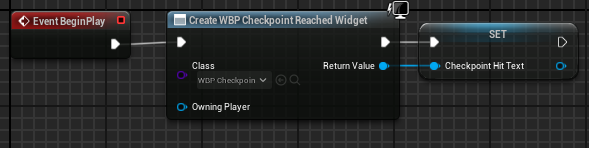 Event BeginPlay
Create WBP Checkpoint Reached Widget
SET
Class
WBP Checkpoin
Return Value
Checkpoint Hit Text
Owning Player